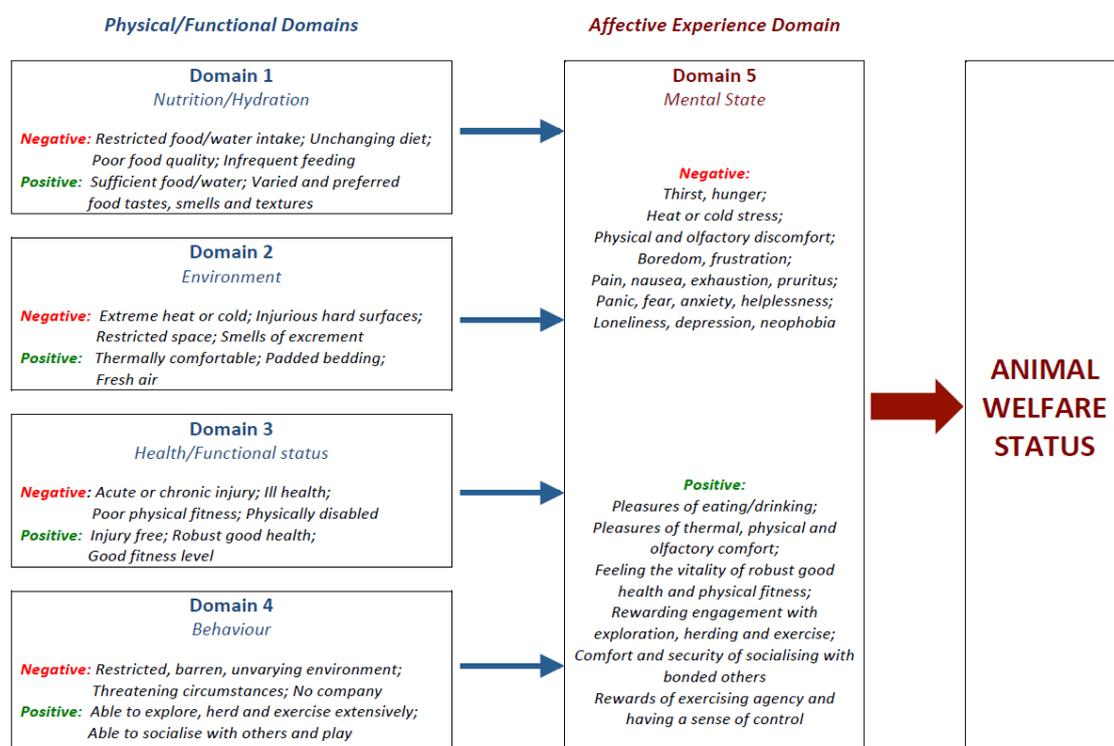 Physical/Functional Domains
Affective Experience Domain
Domain 1
Nutrition/Hydration
Negative: Restricted food/water intake; Unchanging diet;
Poor food quality; Infrequent feeding
Positive: Sufficient food/water; Varied and preferred
food tastes, smells and textures
Domain 2
Environment
Negative: Extreme heat or cold; Injurious hard surfaces;
Restricted space; Smells of excrement
Positive: Thermally comfortable; Padded bedding;
Fresh air
Domain 3
Health/Functional status
Negative: Acute or chronic injury; Ill health;
Poor physical fitness; Physically disabled
Positive: Injury free; Robust good health;
Good fitness level
Domain 4
Behaviour
Negative: Restricted, barren, unvarying environment;
Threatening circumstances; No company
Positive: Able to explore, herd and exercise extensively;
Able to socialise with others and play
Domain 5
Mental State
Negative:
Thirst, hunger;
Heat or cold stress;
Physical and olfactory discomfort;
Boredom, frustration;
Pain, nausea, exhaustion, pruritus;
Panic, fear, anxiety, helplessness;
Loneliness, depression, neophobia
Positive:
Pleasures of eating/drinking;
Pleasures of thermal, physical and
olfactory comfort;
Feeling the vitality of robust good
health and physical fitness;
Rewarding engagement with
exploration, herding and exercise;
Comfort and security of socialising with
bonded others
Rewards of exercising agency and
having a sense of control
ANIMAL
WELFARE
STATUS